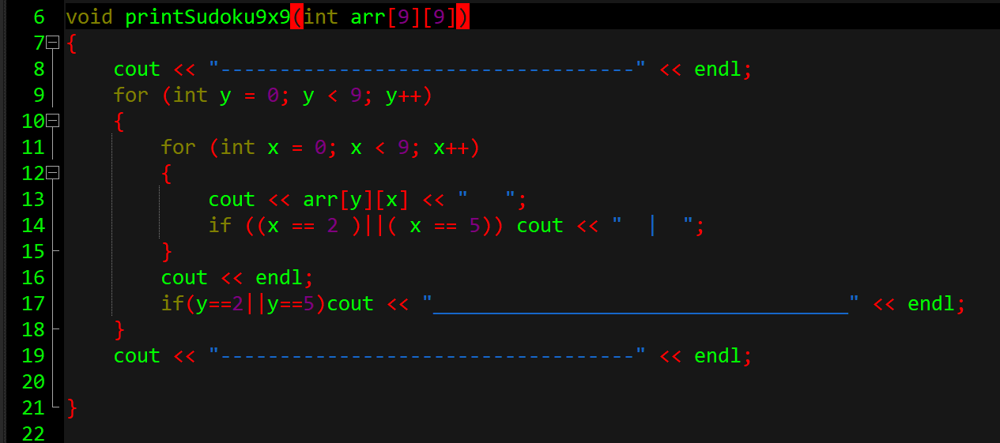 6 void printSudoku9x9(int arr[9][9])
7 {
8 cout << "-----------------------------------" << endl;
9 for (int y = 0; y < 9; y++)
10 {
11 for (int x = 0; x < 9; x++)
12 {
13 cout << arr[y][x] << "   ";
14 if ((x == 2 )||( x == 5)) cout << "  |  ";
15 }
16 cout << endl;
17 if(y==2||y==5)cout << "___________________________________" << endl;
18 }
19 cout << "-----------------------------------" << endl;
20
21 }
22